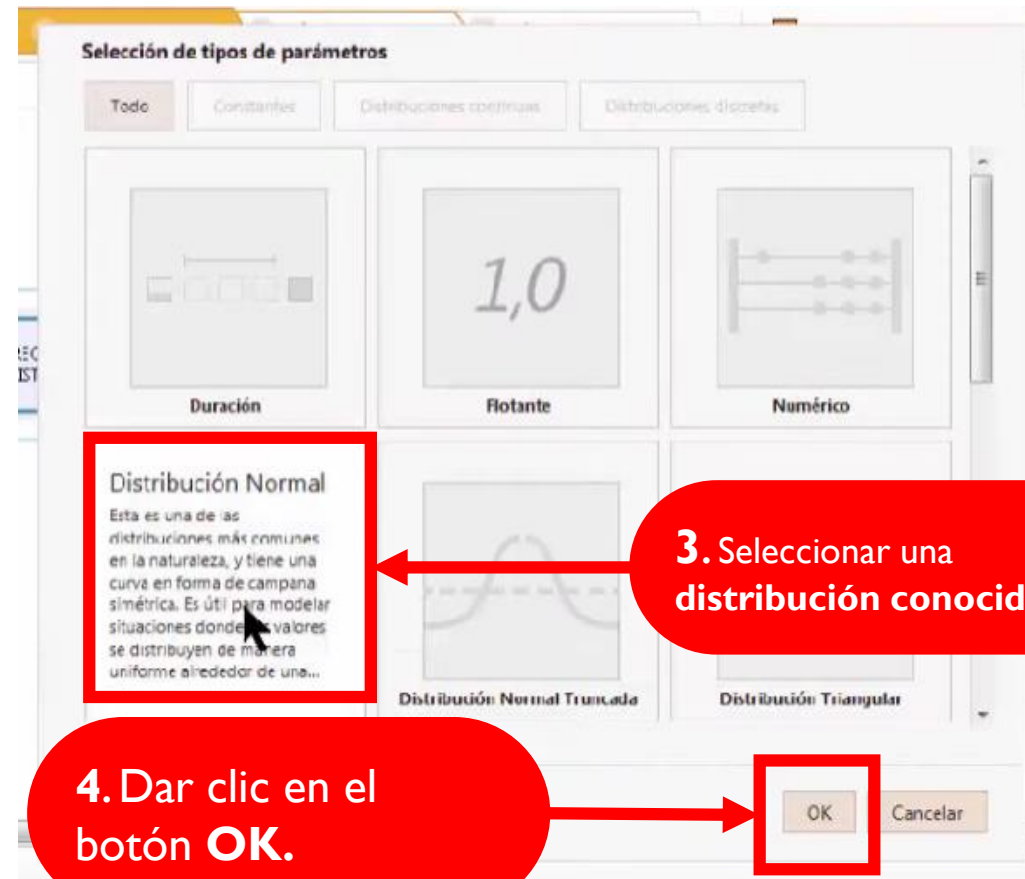 Selección de tipos de parámetros
Todo Constantes Distribuciones continuas Distribuciones discretas
1,0
Duración Flotante Numérico
Distribución Normal
Esta es una de las
distribuciones más comunes
en la naturaleza, y tiene una
curva en forma de campana
simétrica. Es útil para modelar
situaciones donde valores
se distribuyen de manera
uniforme alrededor de una...
Distribución Normal Truncada Distribución Triangular
3. Seleccionar una
distribución conocid
4. Dar clic en el
botón OK.
OK Cancelar